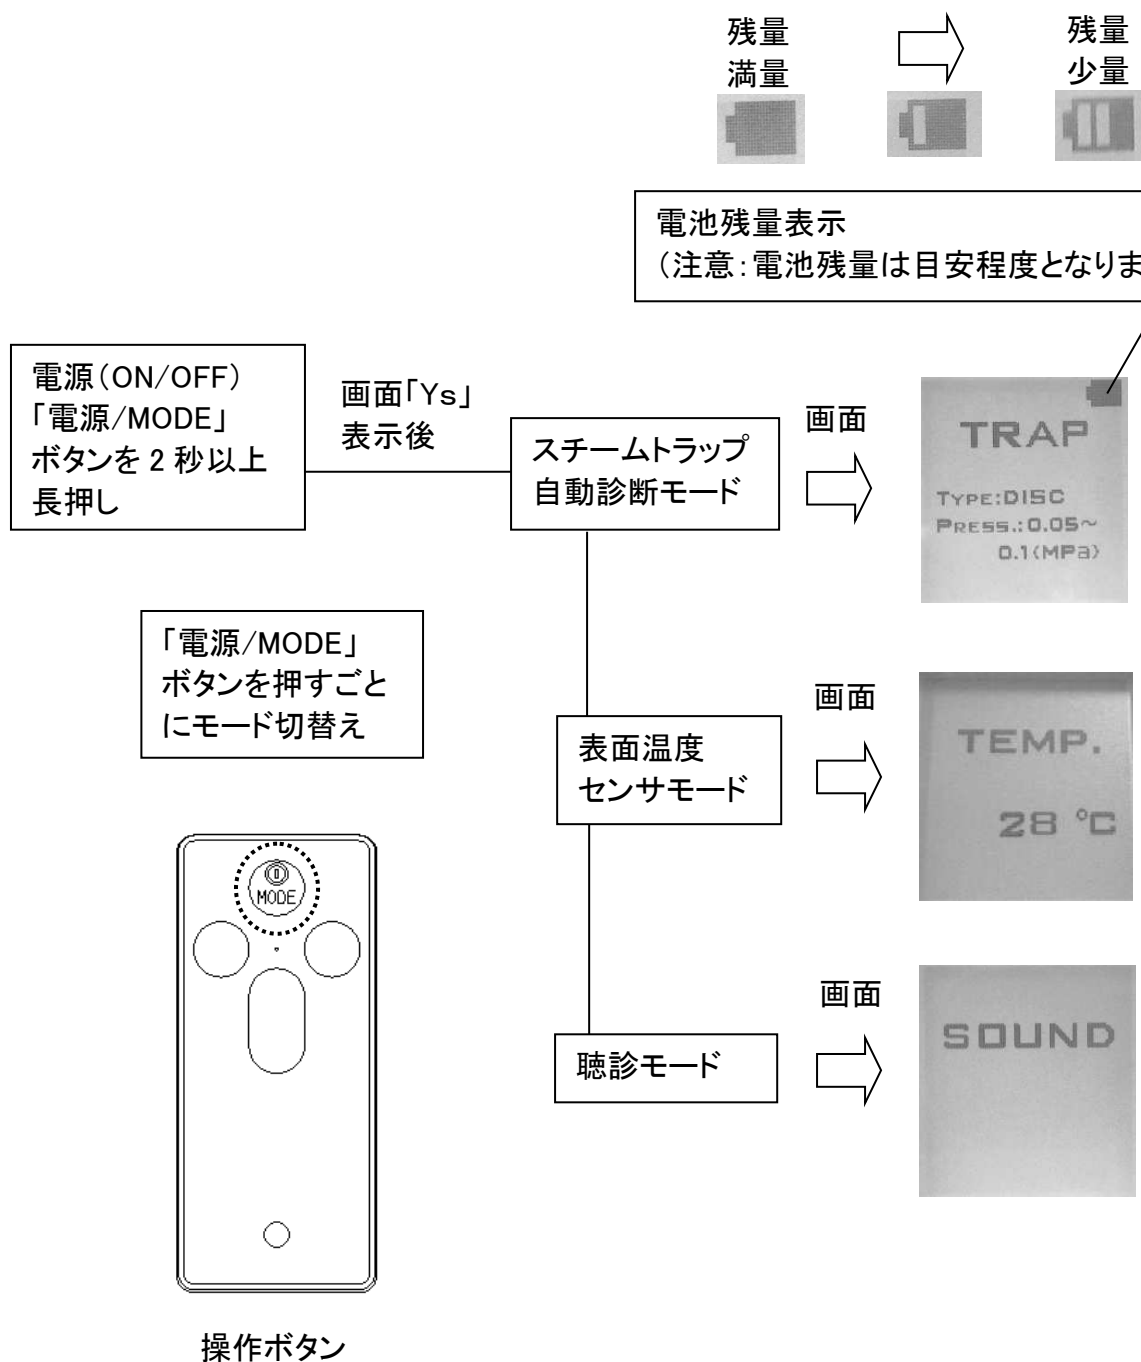 残量
満量
残量
少量
電池残量表示
(注意:電池残量は目安程度となりま
電源(ON/OFF)
「電源/MODE」
ボタンを 2 秒以上
長押し
画面「Ys」
表示後
スチームトラップ
自動診断モード
画面
TRAP
TYPE:DISC
PRESS.:0.05~
0.1(MPa)
「電源/MODE」
ボタンを押すごと
にモード切替え
表面温度
センサモード
画面
TEMP.
28 °C
MODE
聴診モード
画面
SOUND
操作ボタン